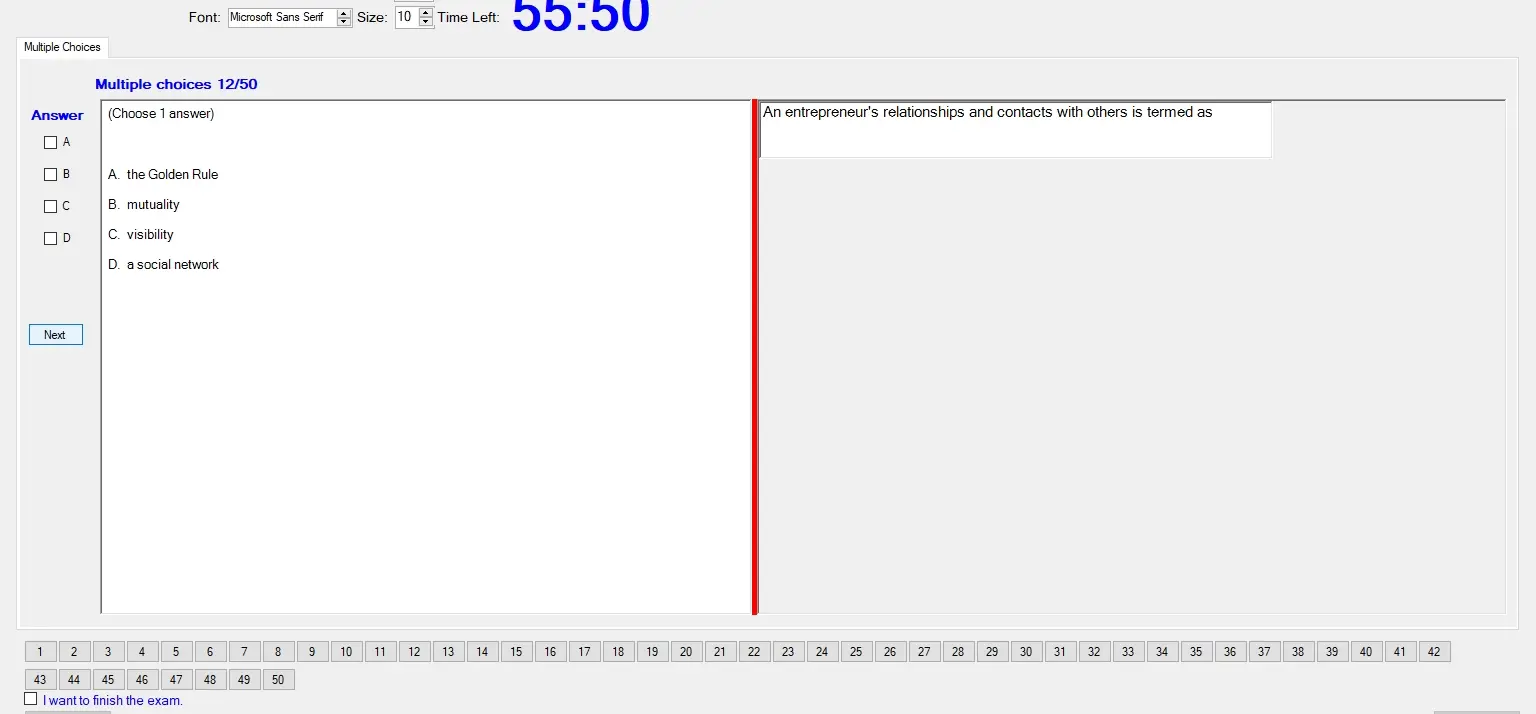 Font: Microsoft Sans Serif Size: 10 Time Left: 55:50
Multiple Choices
Multiple choices 12/50
Answer
A
B
C
D
Next
(Choose 1 answer)
A. the Golden Rule
B. mutuality
C. visibility
D. a social network
An entrepreneur's relationships and contacts with others is termed as
1 2 3 4 5 6 7 8 9 10 11 12 13 14 15 16 17 18 19 20 21 22 23 24 25 26 27 28 29 30 31 32 33 34 35 36 37 38 39 40 41 42
43 44 45 46 47 48 49 50
I want to finish the exam.